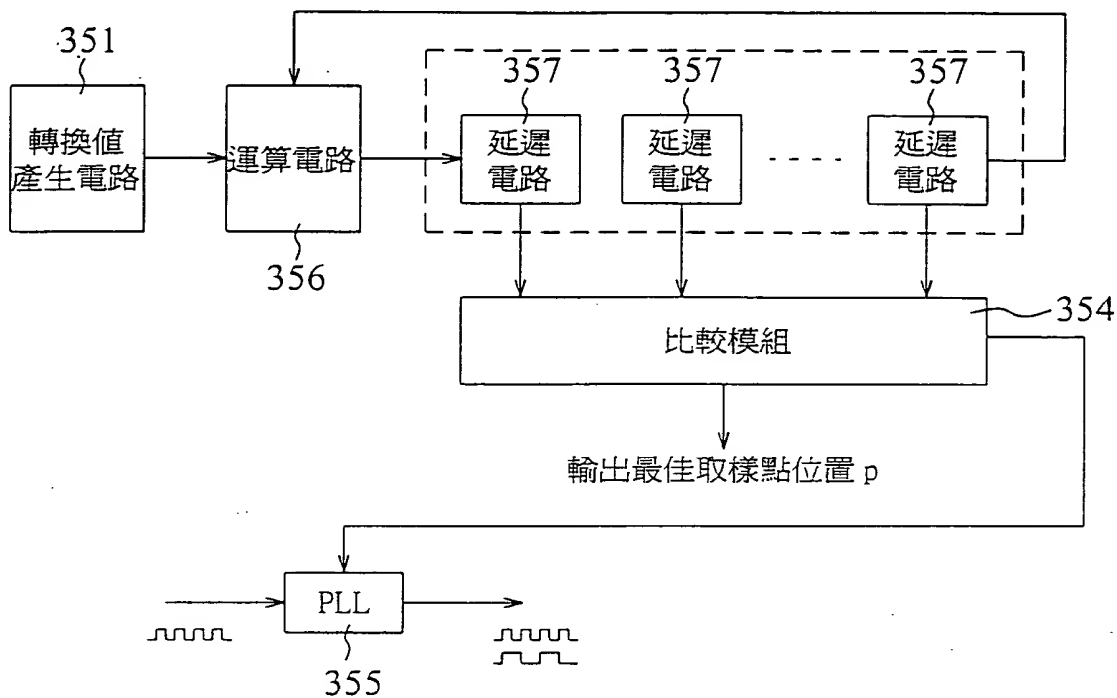 351
轉換值
產生電路
運算電路
356
357
延遲
電路
357
延遲
電路
357
延遲
電路
354
比較模組
輸出最佳取樣點位置 p
PLL
355